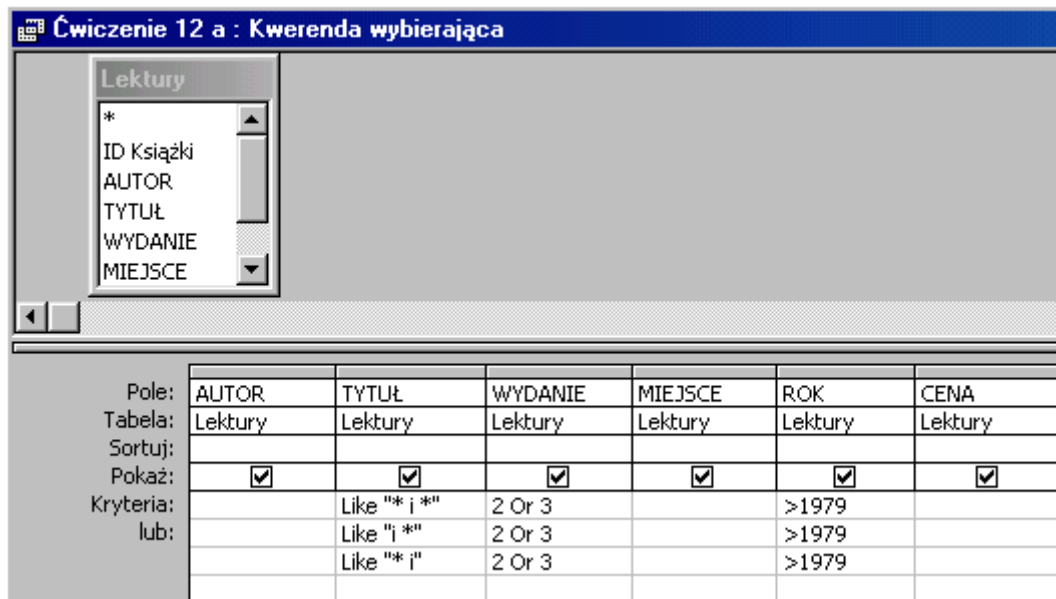 Ćwiczenie 12 a : Kwerenda wybierająca
Lektury
*
ID Książki
AUTOR
TYTUŁ
WYDANIE
MIEJSCE
Pole: AUTOR TYTUŁ WYDANIE MIEJSCE ROK CENA
Tabela: Lektury Lektury Lektury Lektury Lektury Lektury
Sortuj:
Pokaż:
Kryteria: Like "* i *" 2 Or 3 >1979
lub: Like "i *" 2 Or 3 >1979
Like "* i" 2 Or 3 >1979